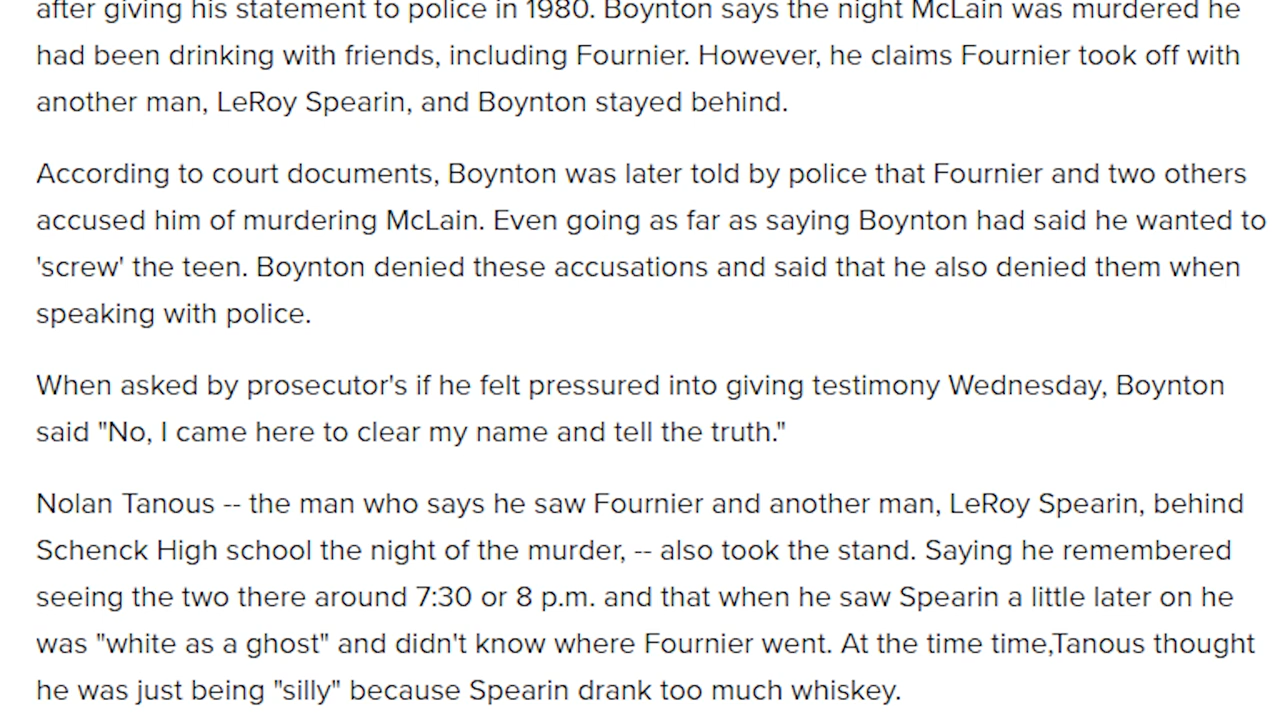 after giving his statement to police in 1980. Boynton says the night McLain was murdered he
had been drinking with friends, including Fournier. However, he claims Fournier took off with
another man, LeRoy Spearin, and Boynton stayed behind.
According to court documents, Boynton was later told by police that Fournier and two others
accused him of murdering McLain. Even going as far as saying Boynton had said he wanted to
'screw' the teen. Boynton denied these accusations and said that he also denied them when
speaking with police.
When asked by prosecutor's if he felt pressured into giving testimony Wednesday, Boynton
said "No, I came here to clear my name and tell the truth."
Nolan Tanous -- the man who says he saw Fournier and another man, LeRoy Spearin, behind
Schenck High school the night of the murder, -- also took the stand. Saying he remembered
seeing the two there around 7:30 or 8 p.m. and that when he saw Spearin a little later on he
was "white as a ghost" and didn't know where Fournier went. At the time time,Tanous thought
he was just being "silly" because Spearin drank too much whiskey.